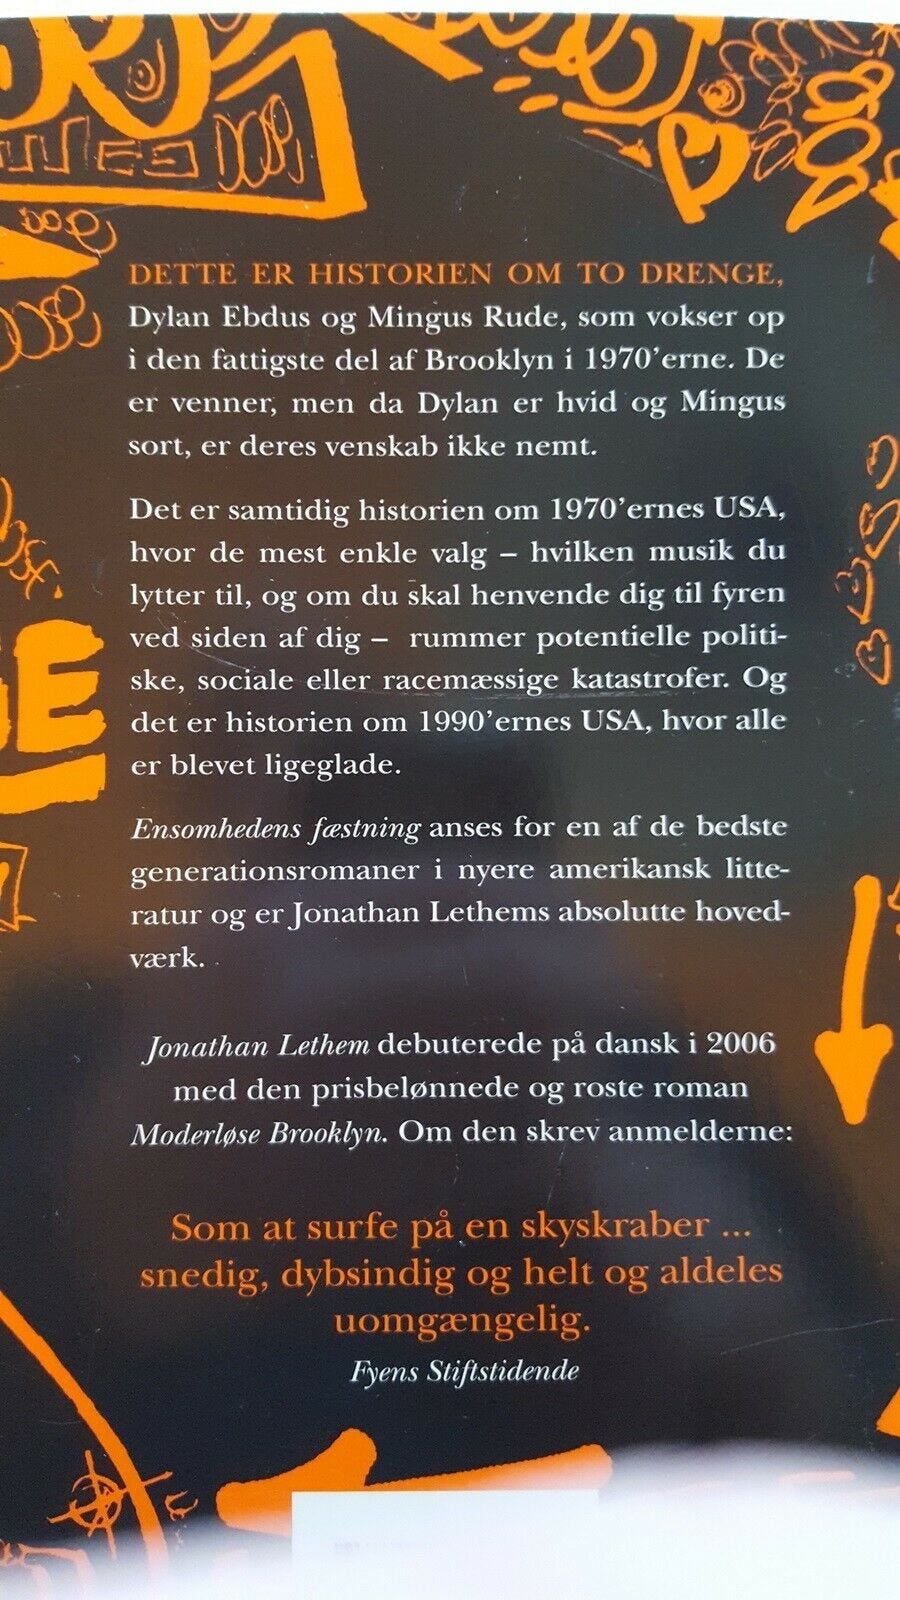 DETTE ER HISTORIEN OM TO DRENGE,
Dylan Ebdus og Mingus Rude, som vokser op
i den fattigste del af Brooklyn i 1970'erne. De
er venner, men da Dylan er hvid og Mingus
sort, er deres venskab ikke nemt.
Det er samtidig historien om 1970'ernes USA,
hvor de mest enkle valg – hvilken musik du
lytter til, og om du skal henvende dig til fyren
ved siden af dig – rummer potentielle politi-
ske, sociale eller racemæssige katastrofer. Og
det er historien om 1990'ernes USA, hvor alle
er blevet ligeglade.
Ensomhedens fæstning anses for en af de bedste
generationsromaner i nyere amerikansk litte-
ratur og er Jonathan Lethems absolutte hoved-
værk.
Jonathan Lethem debuterede på dansk i 2006
med den prisbelønnede og roste roman
Moderløse Brooklyn. Om den skrev anmelderne:
Som at surfe på en skyskraber ...
snedig, dybsindig og helt og aldeles
uomgængelig.
Fyens Stiftstidende